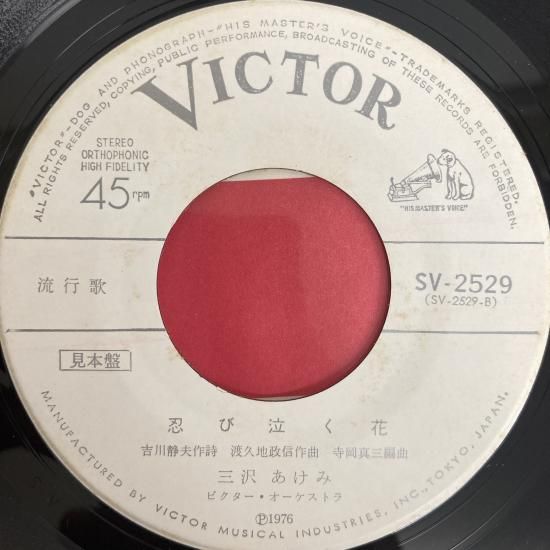 "VICTOR"-DOG AND PHONOGRAPH-"HIS MASTER'S VOICE"-TRADEMARKS REGISTERED.
ALL RIGHTS RESERVED, COPYING, PUBLIC PERFORMANCE, BROADCASTING OF THESE RECORDS ARE FORBIDDEN.
VICTOR
STEREO
ORTHOPHONIC
HIGH FIDELITY
45 rpm
"HIS MASTER'S VOICE"
流行歌
SV-2529
(SV-2529-B)
見本盤
忍び泣く花
吉川静夫作詩 渡久地政信作曲 寺岡真三編曲
三沢あけみ
ビクター・オーケストラ
Ⓟ1976
MANUFACTURED BY VICTOR MUSICAL INDUSTRIES, INC., TOKYO, JAPAN.